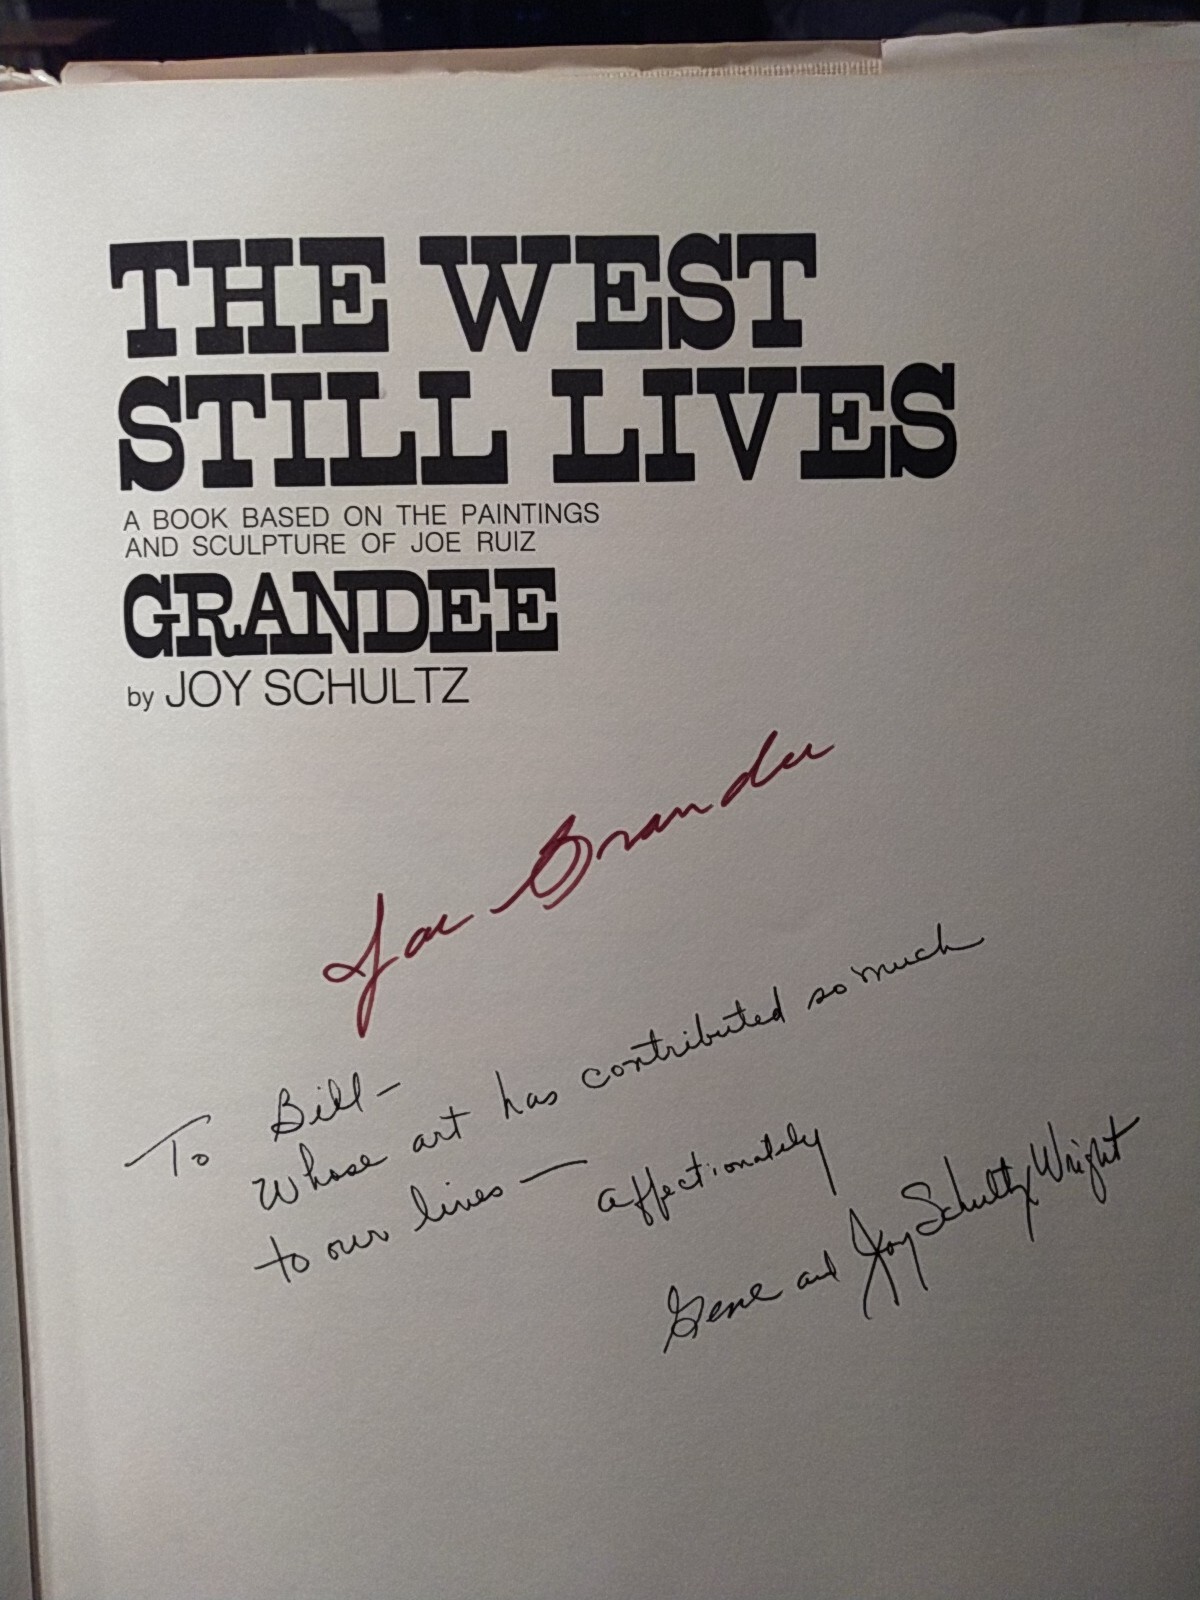 THE WEST
STILL LIVES
A BOOK BASED ON THE PAINTINGS
AND SCULPTURE OF JOE RUIZ
GRANDEE
by JOY SCHULTZ
Joe Grandee
To Bill —
Whose art has contributed so much
to our lives — affectionately
Gene and Joy Schultz Wright